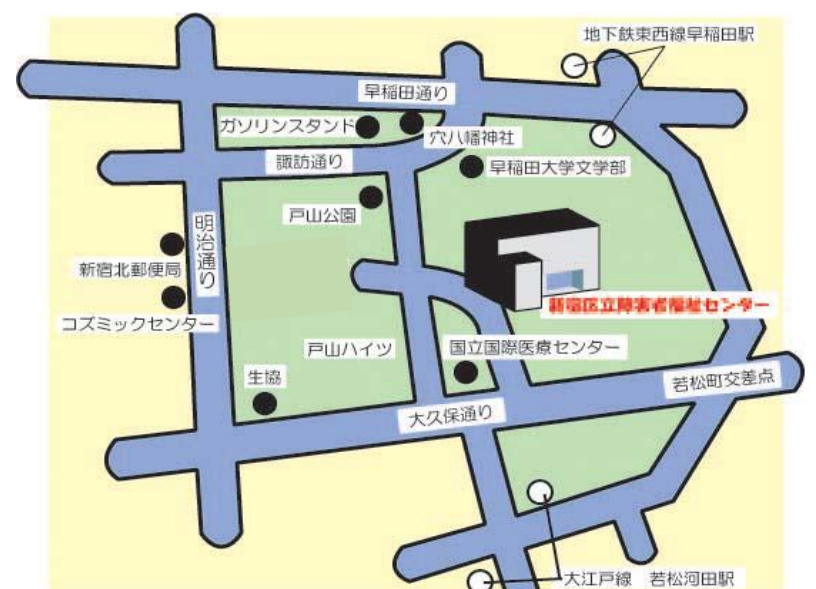 地下鉄東西線早稲田駅
早稲田通り
ガソリンスタンド
穴八幡神社
諏訪通り
早稲田大学文学部
戸山公園
明治通り
新宿北郵便局
新宿区立障害者福祉センター
コズミックセンター
戸山ハイツ
国立国際医療センター
生協
若松町交差点
大久保通り
大江戸線 若松河田駅